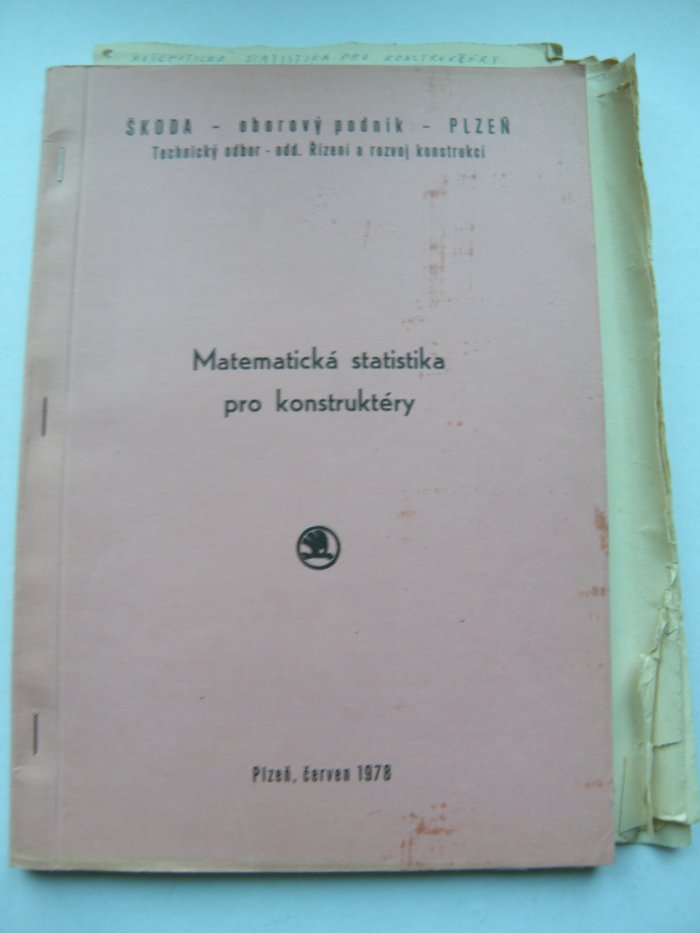 MATEMATICKÁ STATISTIKA PRO KONSTRUKTÉRY
ŠKODA - oborový podnik - PLZEŇ
Technický odbor - odd. Řízení a rozvoj konstrukcí
Matematická statistika
pro konstruktéry
Plzeň, červen 1978